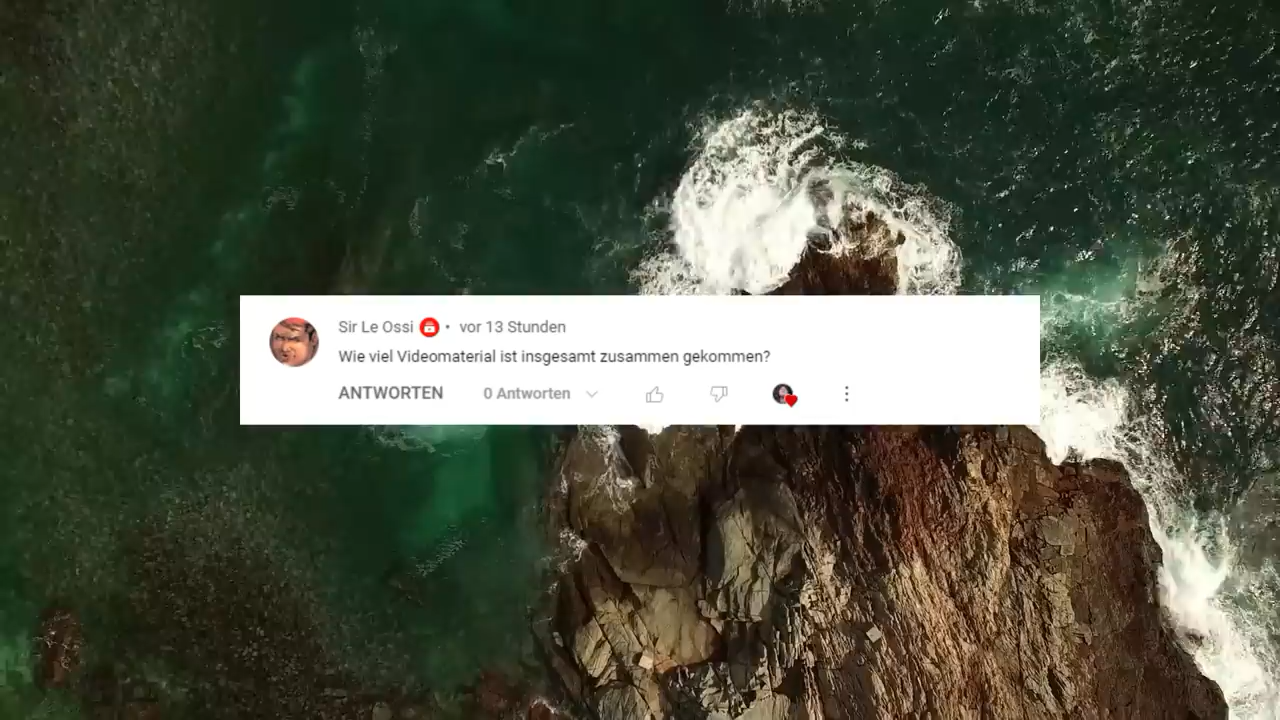 Sir Le Ossi • vor 13 Stunden
Wie viel Videomaterial ist insgesamt zusammen gekommen?
ANTWORTEN 0 Antworten